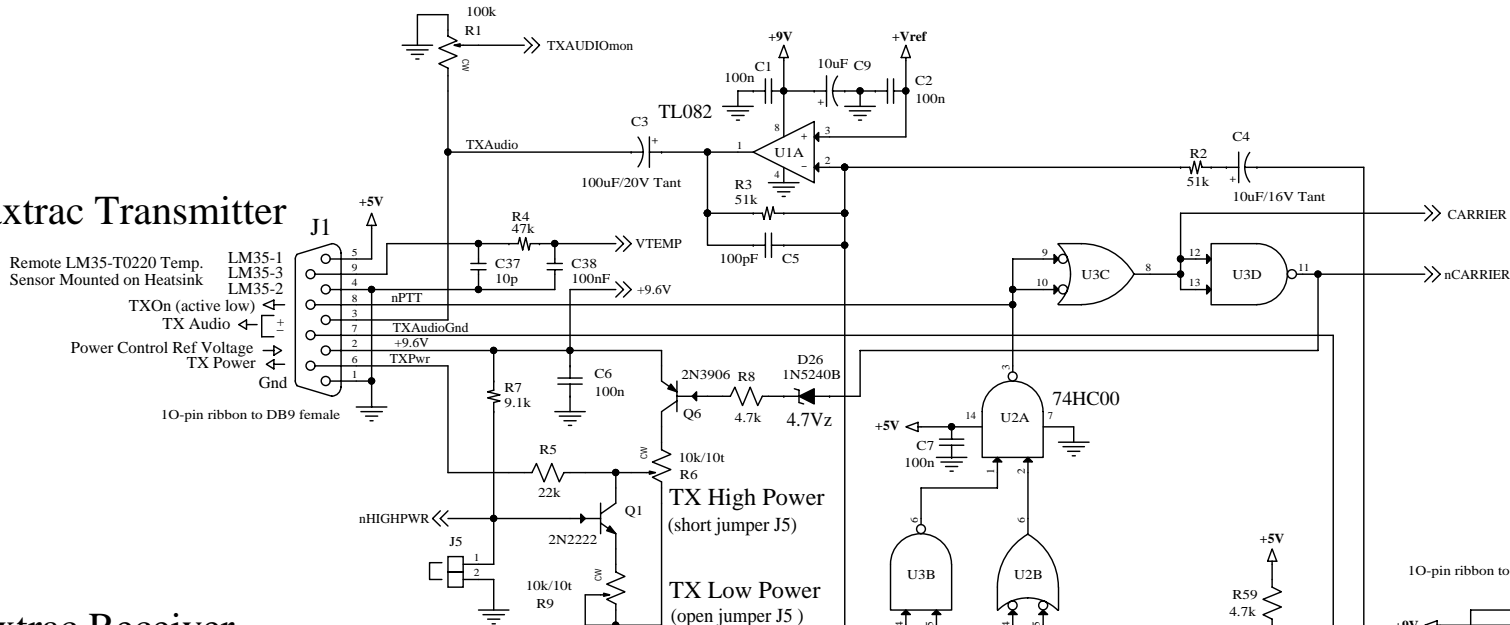 100k
R1
TXAUDIOmon
CW
+9V
+Vref
C1
100n
10uF C9
C2
100n
TL082
C3
TXAudio
100uF/20V Tant
8
1
U1A
+
3
-
2
4
R3
51k
100pF C5
R2
51k
C4
10uF/16V Tant
CARRIER
nCARRIER
xtrac Transmitter
J1
+5V
R4
47k
VTEMP
C37
10p
C38
100nF
+9.6V
Remote LM35-T0220 Temp.
Sensor Mounted on Heatsink
LM35-1
LM35-3
LM35-2
TXOn (active low)
TX Audio
+
-
Power Control Ref Voltage
TX Power
Gnd
5
9
4
8
3
7
2
6
1
nPTT
TXAudioGnd
+9.6V
TXPwr
1O-pin ribbon to DB9 female
9
10
U3C
8
12
13
U3D
11
R7
9.1k
C6
100n
2N3906
Q6
R8
4.7k
D26
1N5240B
4.7Vz
3
74HC00
U2A
14
7
+5V
C7
100n
1
2
R5
22k
CW
10k/10t
R6
TX High Power
(short jumper J5)
nHIGHPWR
Q1
2N2222
J5
1
2
10k/10t
R9
CW
TX Low Power
(open jumper J5 )
6
U3B
4
5
6
U2B
4
5
+5V
R59
4.7k
1O-pin ribbon to
+9V
xtrac Receiver